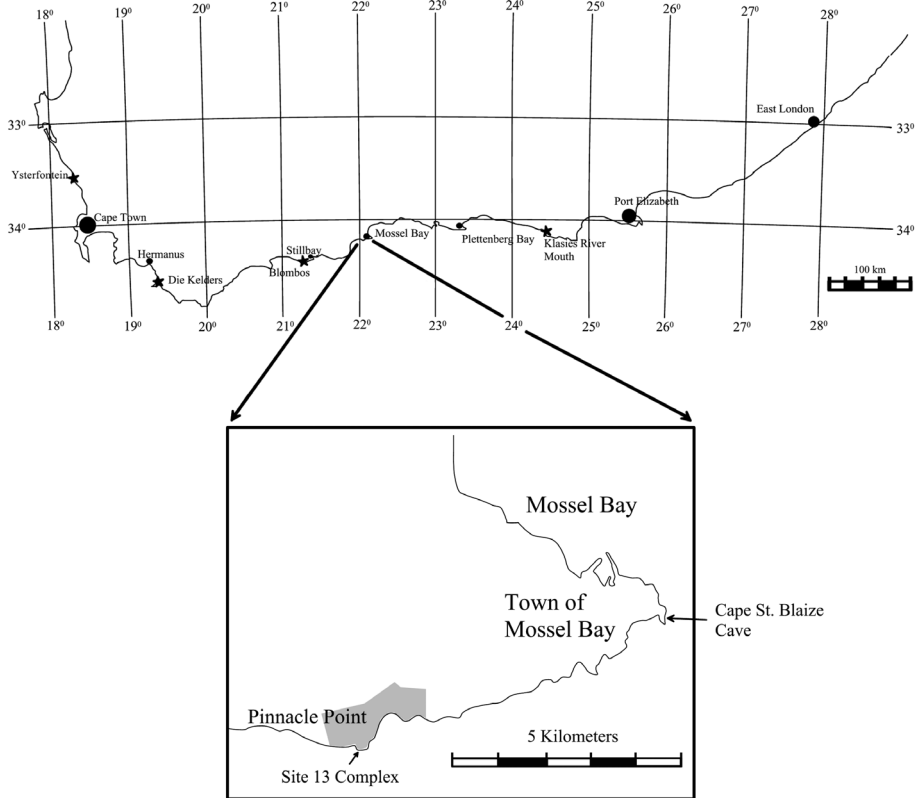 18⁰ 19⁰ 20⁰ 21⁰ 22⁰ 23⁰ 24⁰ 25⁰ 26⁰ 27⁰ 28⁰
East London
33⁰ 33⁰
Ysterfontein
Port Elizabeth
Cape Town
34⁰ 34⁰
Mossel Bay
Plettenberg Bay
Klasies River
Mouth
Stillbay
Hermanus
Blombos
Die Kelders
100 km
18⁰ 19⁰ 20⁰ 21⁰ 22⁰ 23⁰ 24⁰ 25⁰ 26⁰ 27⁰ 28⁰
Mossel Bay
Town of
Mossel Bay
Cape St. Blaize
Cave
Pinnacle Point
5 Kilometers
Site 13 Complex